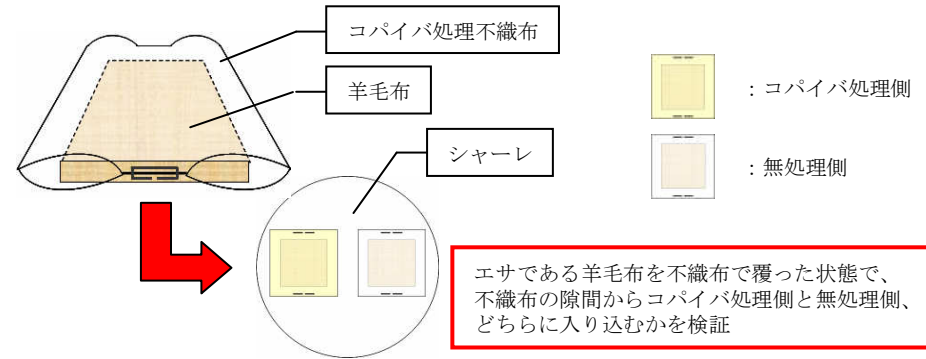 コパイバ処理不織布
羊毛布
シャーレ
：コパイバ処理側
：無処理側
エサである羊毛布を不織布で覆った状態で、
不織布の隙間からコパイバ処理側と無処理側、
どちらに入り込むかを検証